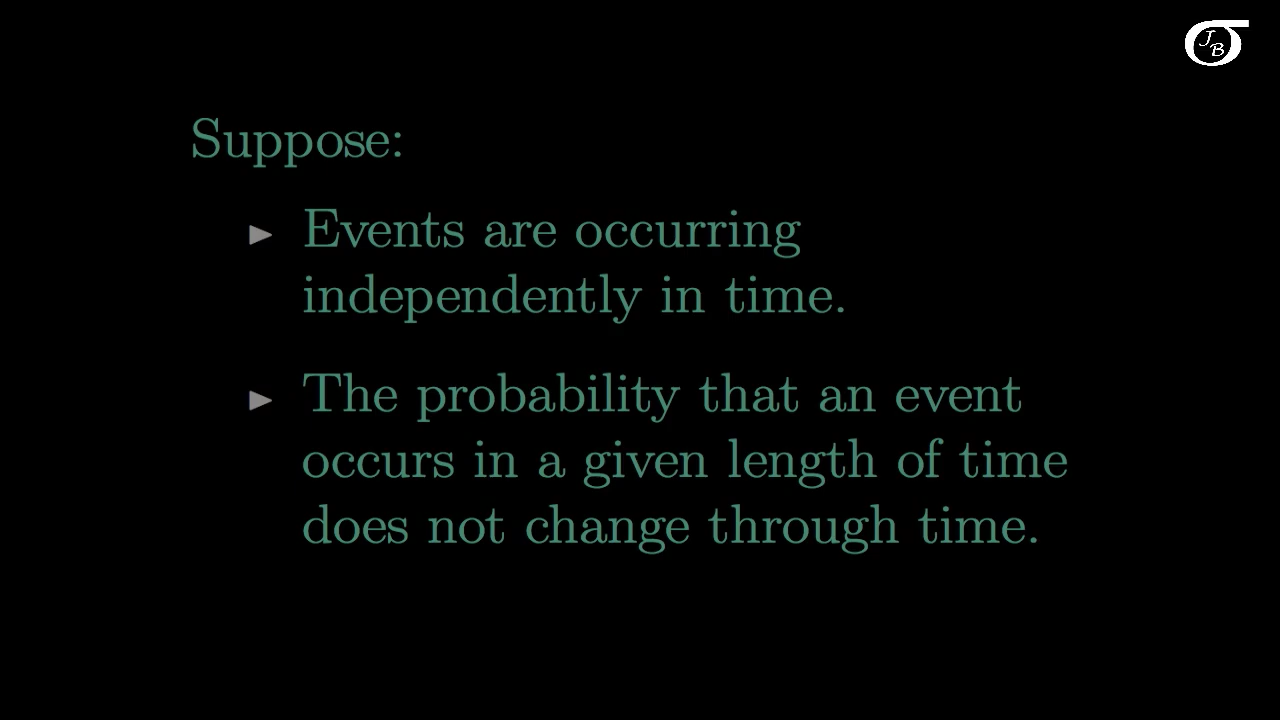 JB
Suppose:
Events are occurring
independently in time.
The probability that an event
occurs in a given length of time
does not change through time.